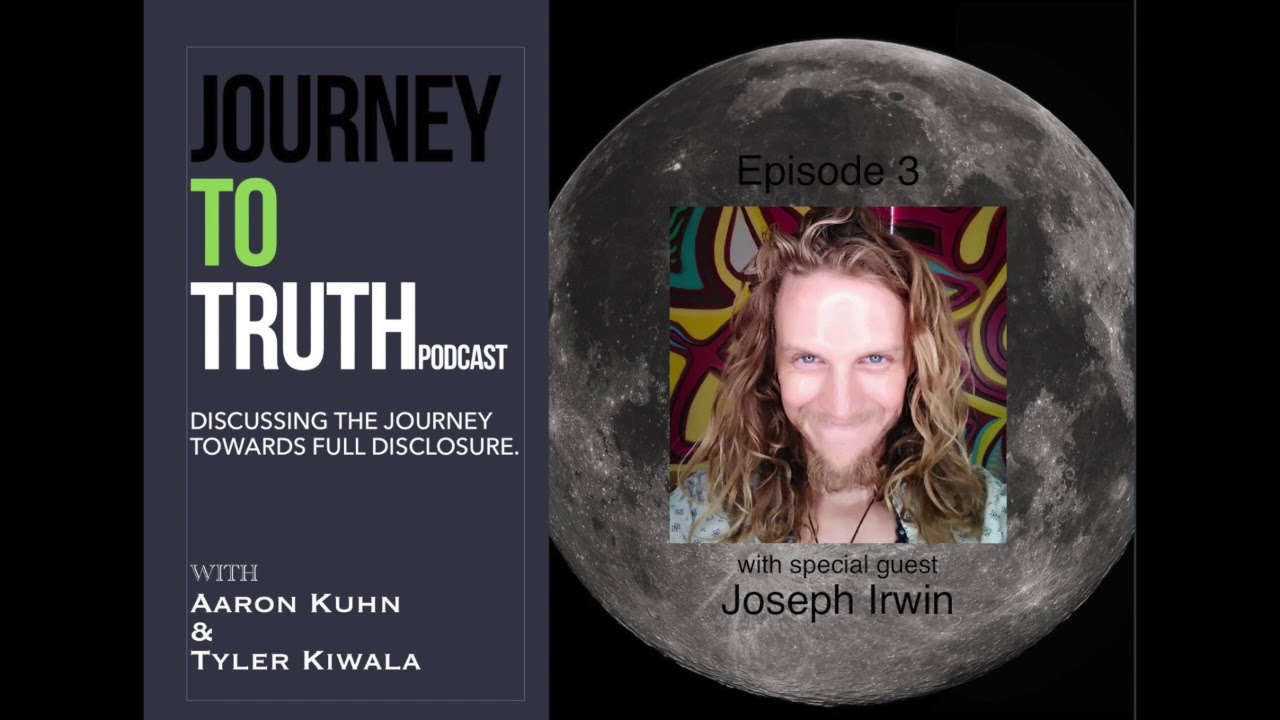 JOURNEY
TO
TRUTH PODCAST
DISCUSSING THE JOURNEY
TOWARDS FULL DISCLOSURE.
WITH
AARON KUHN
&
TYLER KIWALA
Episode 3
with special guest
Joseph Irwin